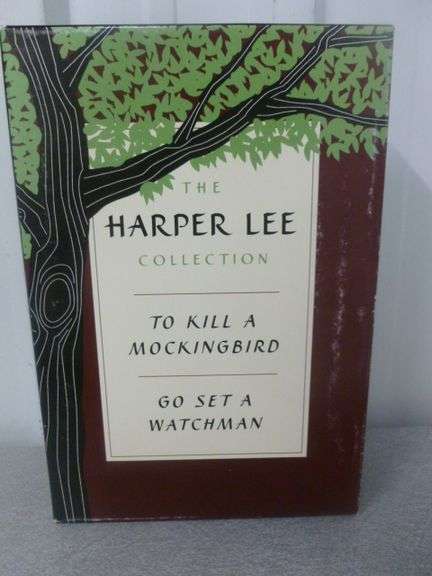 THE
HARPER LEE
COLLECTION
TO KILL A
MOCKINGBIRD
GO SET A
WATCHMAN